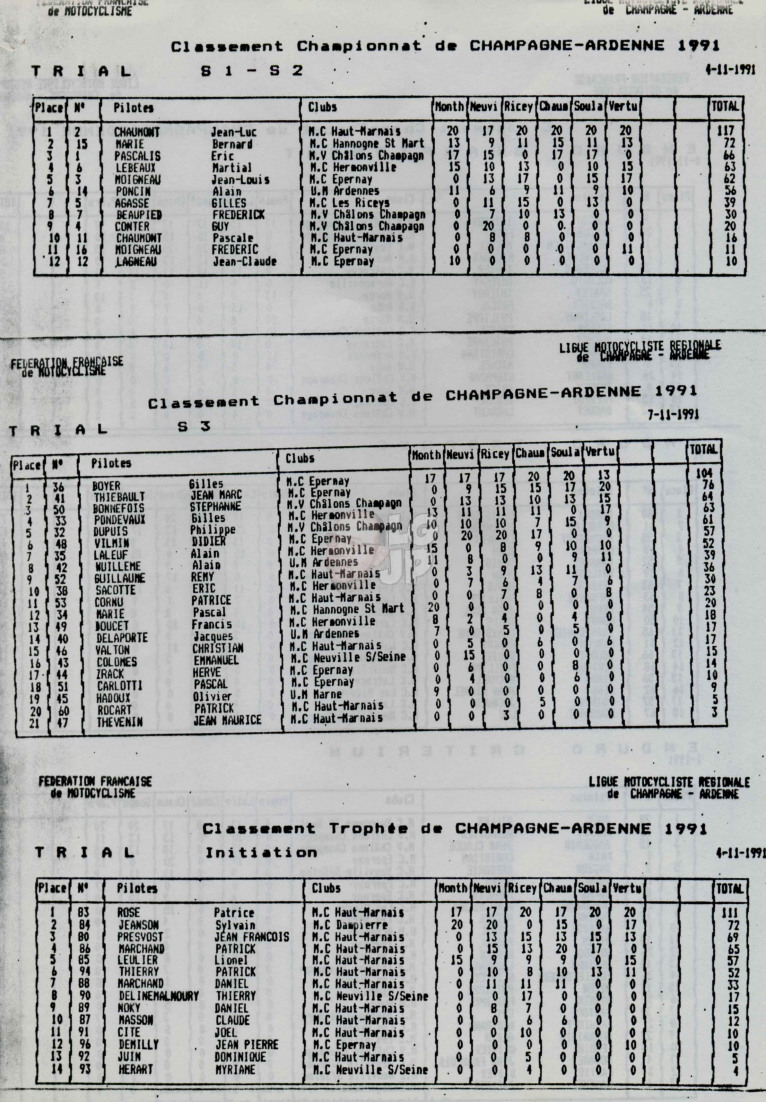 FEDERATION FRANCAISE
de MOTOCYCLISME
de CHAMPAGNE - ARDENNE
Classement Championnat de CHAMPAGNE-ARDENNE 1991
T R I A L S 1 - S 2 4-11-1991
Place N° Pilotes Clubs Month Neuvi Ricey Chaum Soula Vertu TOTAL
1 2 CHAUMONT Jean-Luc M.C Haut-Marnais 20 17 20 20 20 20 117
2 15 MARIE Bernard M.C Hannogne St Mart 13 9 11 15 11 13 72
3 1 PASCALIS Eric M.V Châlons Champagn 17 15 0 17 17 0 66
4 6 LEBEAUX Martial M.C Hermonville 15 10 13 0 10 15 63
5 3 MOIGNEAU Jean-Louis M.C Epernay 0 13 17 0 15 17 62
6 14 PONCIN Alain U.M Ardennes 11 6 9 11 9 10 56
7 5 AGASSE GILLES M.C Les Riceys 0 11 15 0 13 0 39
8 7 BEAUPIED FREDERICK M.V Châlons Champagn 0 7 10 13 0 0 30
9 4 CONTER GUY M.V Châlons Champagn 0 20 0 0 0 0 20
10 11 CHAUMONT Pascale M.C Haut-Marnais 0 8 8 0 0 0 16
11 16 MOIGNEAU FREDERIC M.C Epernay 0 0 0 0 0 11 11
12 12 LAGNEAU Jean-Claude M.C Epernay 10 0 0 0 0 0 10
FEDERATION FRANCAISE
de MOTOCYCLISME
LIGUE MOTOCYCLISTE REGIONALE
de CHAMPAGNE - ARDENNE
Classement Championnat de CHAMPAGNE-ARDENNE 1991
T R I A L S 3 7-11-1991
Place N° Pilotes Clubs Month Neuvi Ricey Chaum Soula Vertu TOTAL
1 36 BOYER Gilles M.C Epernay 17 17 17 20 20 13 104
2 41 THIEBAULT JEAN MARC M.C Epernay 0 9 15 15 17 20 76
3 50 BONNEFOIS STEPHANNE M.V Châlons Champagn 0 13 13 10 13 15 64
4 33 PONDEVAUX Gilles M.C Hermonville 13 11 11 11 0 17 63
5 32 DUPUIS Philippe M.V Châlons Champagn 10 10 10 7 15 9 61
6 48 VILMIN DIDIER M.C Epernay 0 20 20 17 0 0 57
7 35 LALEUF Alain M.C Hermonville 15 0 8 9 10 10 52
8 42 WUILLEME Alain U.M Ardennes 11 8 0 0 9 11 39
9 52 GUILLAUME REMY M.C Haut-Marnais 0 3 9 13 11 0 36
10 38 SACOTTE ERIC M.C Hermonville 0 7 6 4 7 6 30
11 53 CORNU PATRICE M.C Haut-Marnais 0 0 7 8 0 8 23
12 34 MARIE Pascal M.C Hannogne St Mart 20 0 0 0 0 0 20
13 49 DOUCET Francis M.C Hermonville 8 2 4 0 4 0 18
14 40 DELAPORTE Jacques U.M Ardennes 7 0 5 0 5 0 17
15 46 VALTON CHRISTIAN M.C Haut-Marnais 0 5 0 6 0 6 17
16 43 COLOMES EMMANUEL M.C Neuville S/Seine 0 15 0 0 0 0 15
17 44 IRACK HERVE M.C Epernay 0 6 0 0 8 0 14
18 51 CARLOTTI PASCAL M.C Epernay 0 4 0 0 6 0 10
19 45 HADOUX Olivier U.M Marne 9 0 0 0 0 0 9
20 60 ROCART PATRICK M.C Haut-Marnais 0 0 0 5 0 0 5
21 47 THEVENIN JEAN MAURICE M.C Haut-Marnais 0 0 3 0 0 0 3
FEDERATION FRANCAISE
de MOTOCYCLISME
LIGUE MOTOCYCLISTE REGIONALE
de CHAMPAGNE - ARDENNE
Classement Trophée de CHAMPAGNE-ARDENNE 1991
T R I A L Initiation 4-11-1991
Place N° Pilotes Clubs Month Neuvi Ricey Chaum Soula Vertu TOTAL
1 83 ROSE Patrice M.C Haut-Marnais 17 17 20 17 20 20 111
2 84 JEANSON Sylvain M.C Dampierre 20 20 0 15 0 17 72
3 80 PRESVOST JEAN FRANCOIS M.C Haut-Marnais 0 13 15 13 15 13 69
4 86 MARCHAND PATRICK M.C Haut-Marnais 0 15 13 20 17 0 65
5 85 LEULIER Lionel M.C Haut-Marnais 15 9 9 9 0 15 57
6 94 THIERRY PATRICK M.C Haut-Marnais 0 10 8 10 13 11 52
7 88 MARCHAND DANIEL M.C Haut-Marnais 0 11 11 11 0 0 33
8 90 DELINEMALNOURY THIERRY M.C Neuville S/Seine 0 0 17 0 0 0 17
9 89 NOKY DANIEL M.C Haut-Marnais 0 8 7 0 0 0 15
10 87 MASSON CLAUDE M.C Haut-Marnais 0 0 6 6 0 0 12
11 91 CITE JOEL M.C Haut-Marnais 0 0 10 0 0 0 10
12 96 DEMILLY JEAN PIERRE M.C Epernay 0 0 0 0 0 10 10
13 92 JUIN DOMINIQUE M.C Haut-Marnais 0 0 5 0 0 0 5
14 93 HERART MYRIAME M.C Neuville S/Seine 0 0 4 0 0 0 4